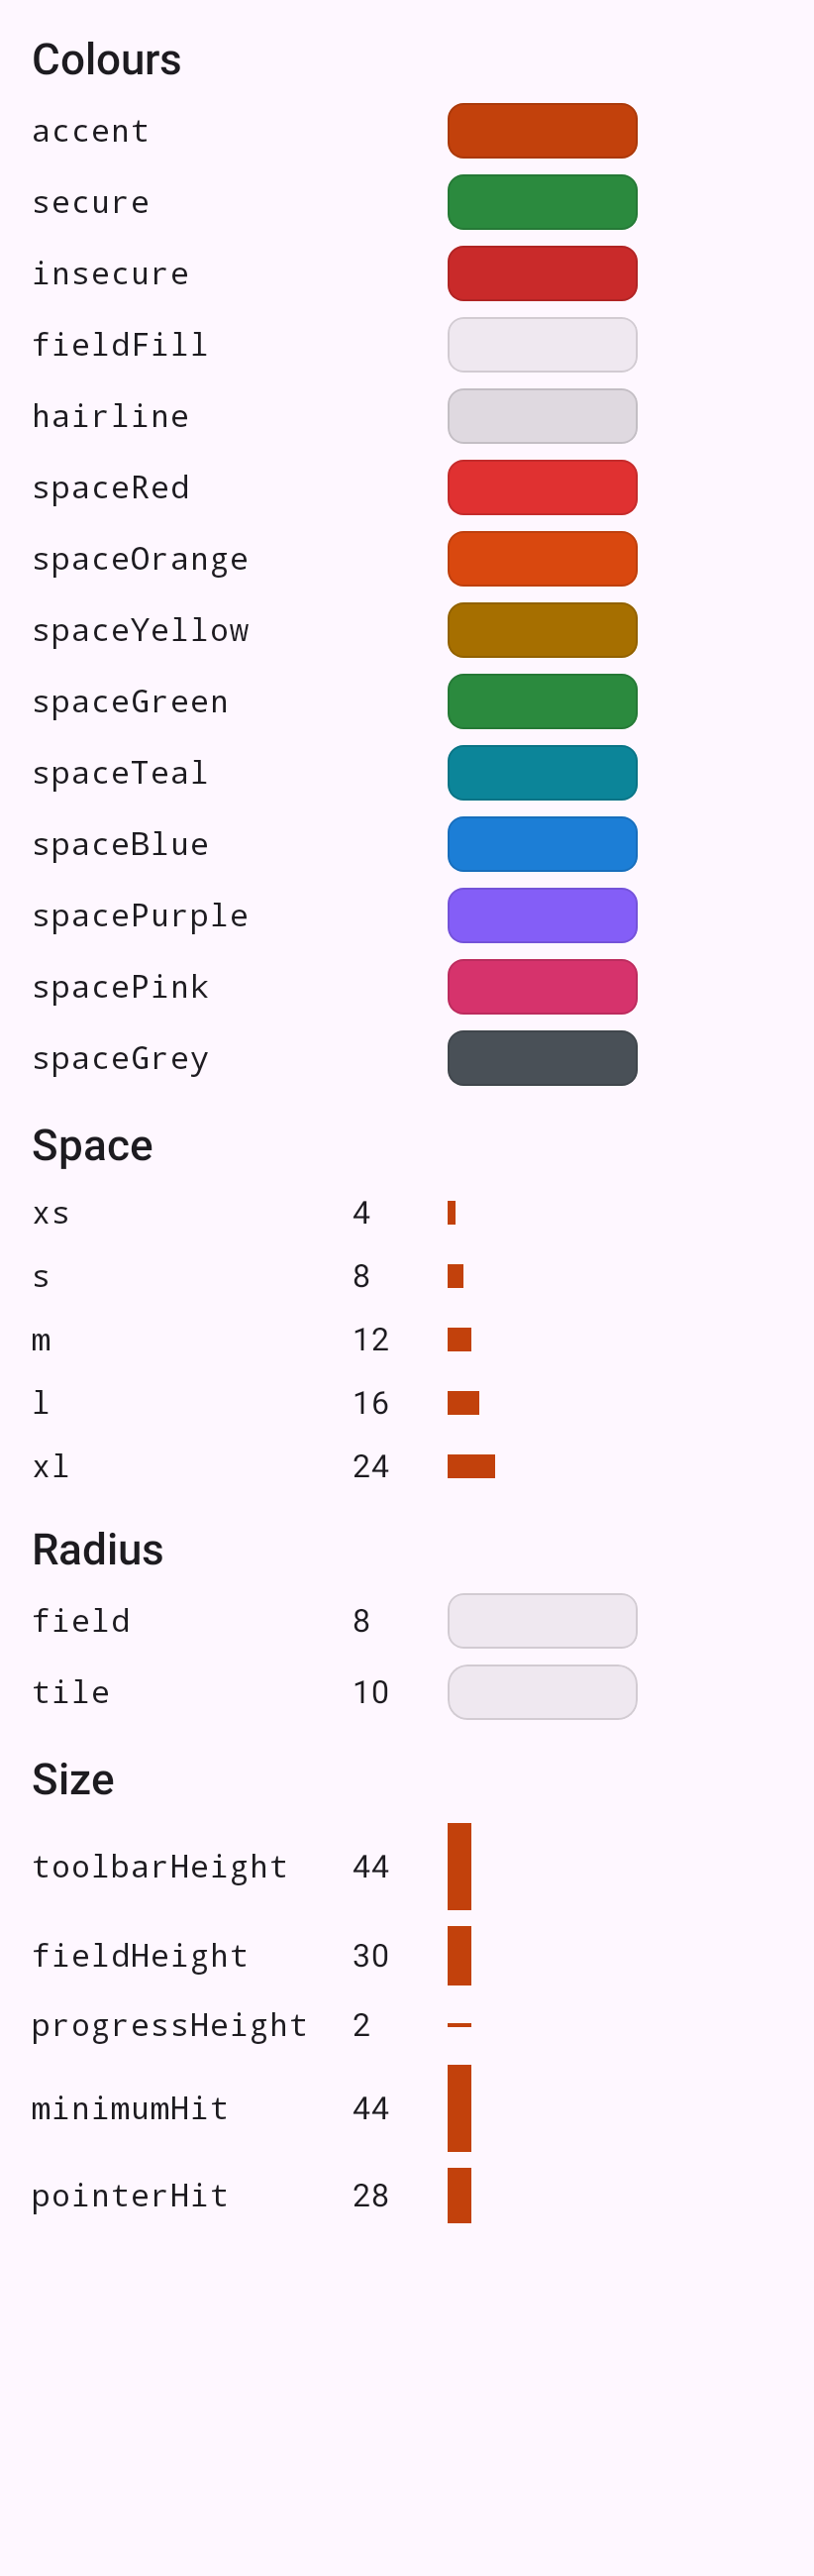 Colours
accent
secure
insecure
fieldFill
hairline
spaceRed
spaceOrange
spaceYellow
spaceGreen
spaceTeal
spaceBlue
spacePurple
spacePink
spaceGrey
Space
xs 4
s 8
m 12
l 16
xl 24
Radius
field 8
tile 10
Size
toolbarHeight 44
fieldHeight 30
progressHeight 2
minimumHit 44
pointerHit 28